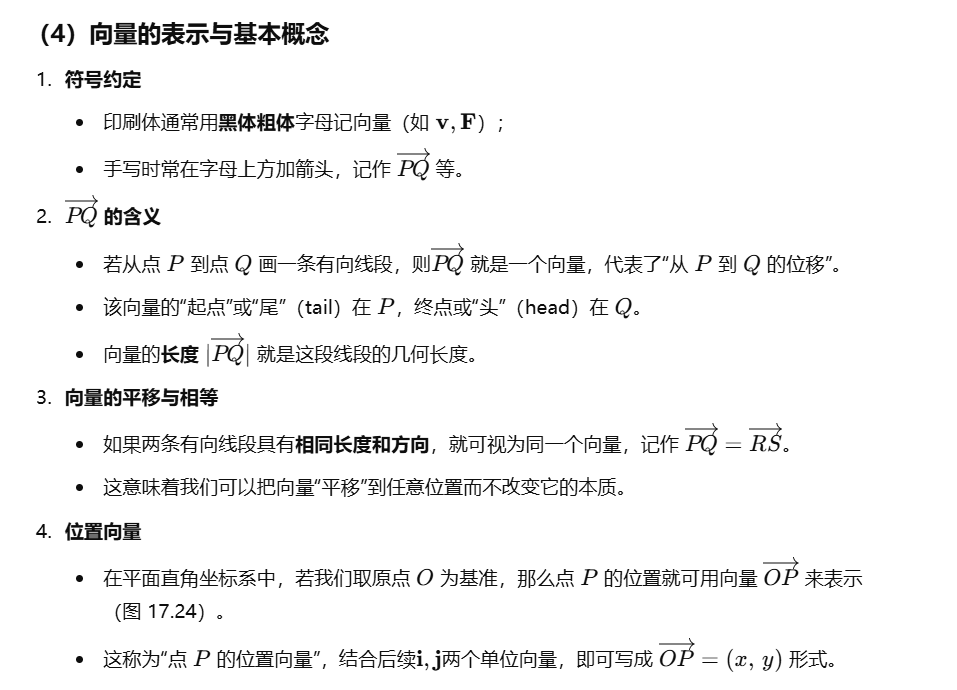 （4）向量的表示与基本概念
1. 符号约定
• 印刷体通常用黑体粗体字母记向量（如 v, F）；
• 手写时常在字母上方加箭头，记作 $\overrightarrow{PQ}$ 等。
2. $\overrightarrow{PQ}$ 的含义
• 若从点 P 到点 Q 画一条有向线段，则$\overrightarrow{PQ}$ 就是一个向量，代表了“从 P 到 Q 的位移”。
• 该向量的“起点”或“尾”（tail）在 P，终点或“头”（head）在 Q。
• 向量的长度 $|\overrightarrow{PQ}|$ 就是这段线段的几何长度。
3. 向量的平移与相等
• 如果两条有向线段具有相同长度和方向，就可视为同一个向量，记作 $\overrightarrow{PQ} = \overrightarrow{RS}$。
• 这意味着我们可以把向量“平移”到任意位置而不改变它的本质。
4. 位置向量
• 在平面直角坐标系中，若我们取原点 O 为基准，那么点 P 的位置就可用向量 $\overrightarrow{OP}$ 来表示
（图 17.24）。
• 这称为“点 P 的位置向量”，结合后续i, j两个单位向量，即可写成 $\overrightarrow{OP} = (x, y)$ 形式。